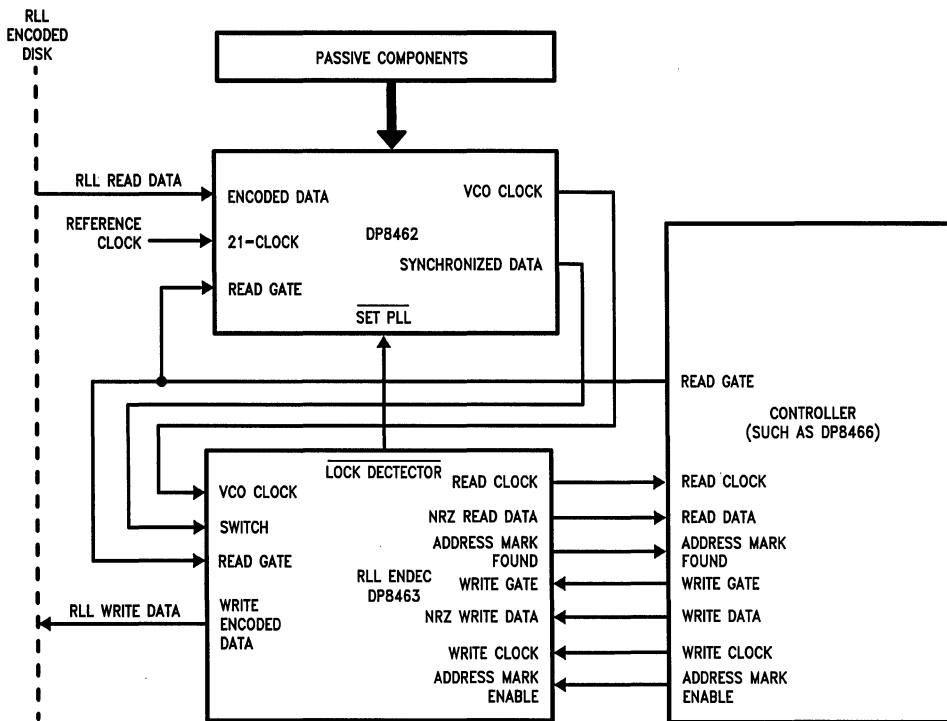 RLL
ENCODED
DISK
PASSIVE COMPONENTS
RLL READ DATA
REFERENCE
CLOCK
ENCODED DATA
21-CLOCK
READ GATE
DP8462
VCO CLOCK
SYNCHRONIZED DATA
SET PLL
READ GATE
CONTROLLER
(SUCH AS DP8466)
READ CLOCK
READ DATA
ADDRESS MARK
FOUND
WRITE GATE
WRITE DATA
WRITE CLOCK
ADDRESS MARK
ENABLE
LOCK DECTECTOR
VCO CLOCK
SWITCH
READ GATE
WRITE
ENCODED
DATA
RLL ENDEC
DP8463
READ CLOCK
NRZ READ DATA
ADDRESS MARK
FOUND
WRITE GATE
NRZ WRITE DATA
WRITE CLOCK
ADDRESS MARK
ENABLE
RLL WRITE DATA